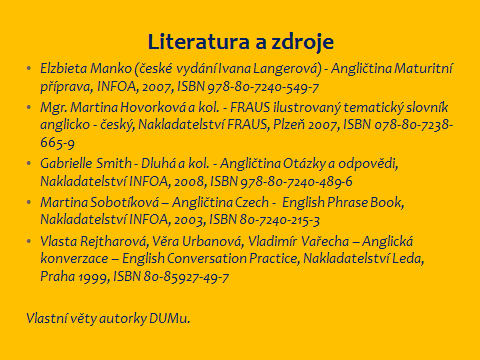 Literatura a zdroje
• Elzbieta Manko (české vydání Ivana Langerová) - Angličtina Maturitní
příprava, INFOA, 2007, ISBN 978-80-7240-549-7
• Mgr. Martina Hovorková a kol. - FRAUS ilustrovaný tematický slovník
anglicko - český, Nakladatelství FRAUS, Plzeň 2007, ISBN 078-80-7238-
665-9
• Gabrielle Smith - Dluhá a kol. - Angličtina Otázky a odpovědi,
Nakladatelství INFOA, 2008, ISBN 978-80-7240-489-6
• Martina Sobotíková – Angličtina Czech - English Phrase Book,
Nakladatelství INFOA, 2003, ISBN 80-7240-215-3
• Vlasta Rejtharová, Věra Urbanová, Vladimír Vařecha – Anglická
konverzace – English Conversation Practice, Nakladatelství Leda,
Praha 1999, ISBN 80-85927-49-7
Vlastní věty autorky DUMu.